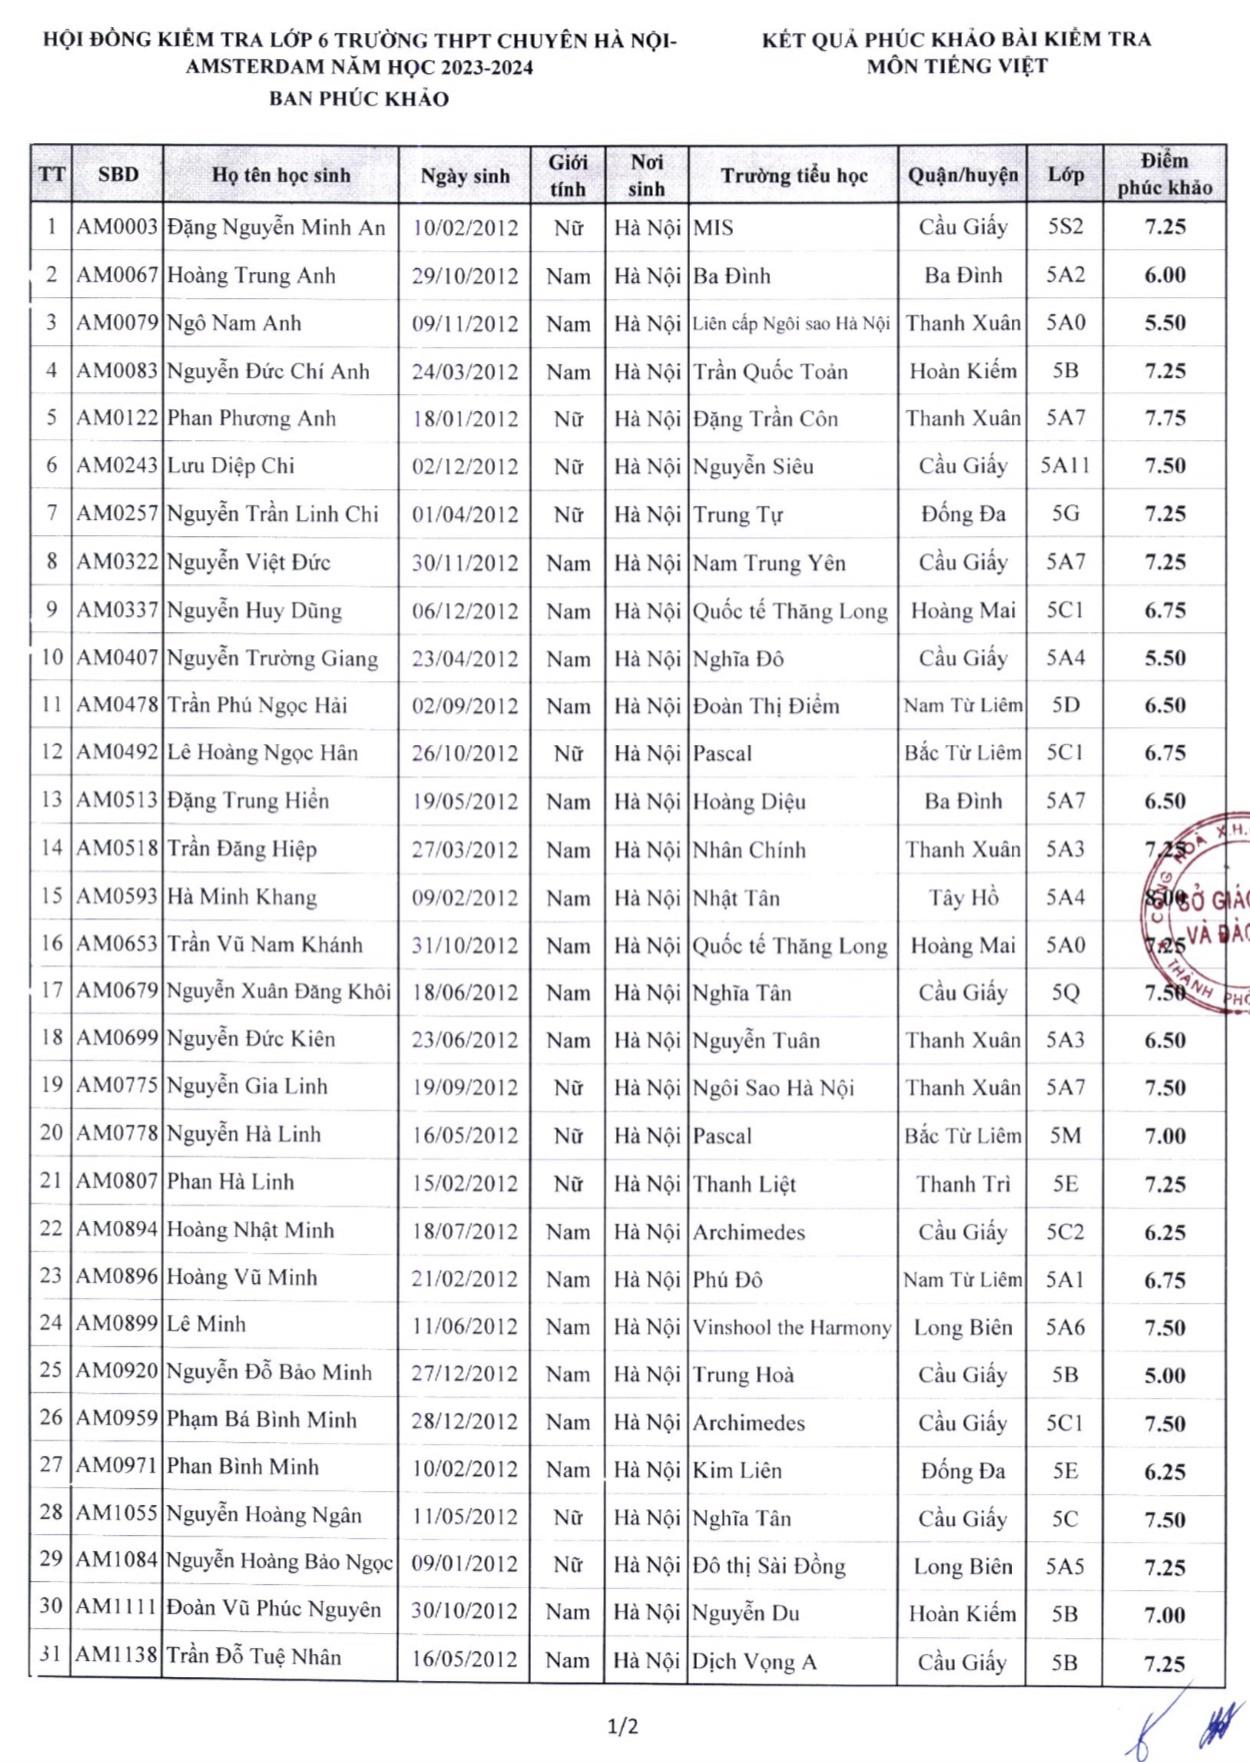 HỘI ĐỒNG KIỂM TRA LỚP 6 TRƯỜNG THPT CHUYÊN HÀ NỘI-
AMSTERDAM NĂM HỌC 2023-2024
BAN PHÚC KHẢO
KẾT QUẢ PHÚC KHẢO BÀI KIỂM TRA
MÔN TIẾNG VIỆT
TT SBD Họ tên học sinh Ngày sinh Giới tính Nơi sinh Trường tiểu học Quận/huyện Lớp Điểm phúc khảo
1 AM0003 Đặng Nguyễn Minh An 10/02/2012 Nữ Hà Nội MIS Cầu Giấy 5S2 7.25
2 AM0067 Hoàng Trung Anh 29/10/2012 Nam Hà Nội Ba Đình Ba Đình 5A2 6.00
3 AM0079 Ngô Nam Anh 09/11/2012 Nam Hà Nội Liên cấp Ngôi sao Hà Nội Thanh Xuân 5A0 5.50
4 AM0083 Nguyễn Đức Chí Anh 24/03/2012 Nam Hà Nội Trần Quốc Toản Hoàn Kiếm 5B 7.25
5 AM0122 Phan Phương Anh 18/01/2012 Nữ Hà Nội Đặng Trần Côn Thanh Xuân 5A7 7.75
6 AM0243 Lưu Diệp Chi 02/12/2012 Nữ Hà Nội Nguyễn Siêu Cầu Giấy 5A11 7.50
7 AM0257 Nguyễn Trần Linh Chi 01/04/2012 Nữ Hà Nội Trung Tự Đống Đa 5G 7.25
8 AM0322 Nguyễn Việt Đức 30/11/2012 Nam Hà Nội Nam Trung Yên Cầu Giấy 5A7 7.25
9 AM0337 Nguyễn Huy Dũng 06/12/2012 Nam Hà Nội Quốc tế Thăng Long Hoàng Mai 5C1 6.75
10 AM0407 Nguyễn Trường Giang 23/04/2012 Nam Hà Nội Nghĩa Đô Cầu Giấy 5A4 5.50
11 AM0478 Trần Phú Ngọc Hải 02/09/2012 Nam Hà Nội Đoàn Thị Điểm Nam Từ Liêm 5D 6.50
12 AM0492 Lê Hoàng Ngọc Hân 26/10/2012 Nữ Hà Nội Pascal Bắc Từ Liêm 5C1 6.75
13 AM0513 Đặng Trung Hiển 19/05/2012 Nam Hà Nội Hoàng Diệu Ba Đình 5A7 6.50
14 AM0518 Trần Đăng Hiệp 27/03/2012 Nam Hà Nội Nhân Chính Thanh Xuân 5A3 7.25
15 AM0593 Hà Minh Khang 09/02/2012 Nam Hà Nội Nhật Tân Tây Hồ 5A4 8.00
16 AM0653 Trần Vũ Nam Khánh 31/10/2012 Nam Hà Nội Quốc tế Thăng Long Hoàng Mai 5A0 7.25
17 AM0679 Nguyễn Xuân Đăng Khôi 18/06/2012 Nam Hà Nội Nghĩa Tân Cầu Giấy 5Q 7.50
18 AM0699 Nguyễn Đức Kiên 23/06/2012 Nam Hà Nội Nguyễn Tuân Thanh Xuân 5A3 6.50
19 AM0775 Nguyễn Gia Linh 19/09/2012 Nữ Hà Nội Ngôi Sao Hà Nội Thanh Xuân 5A7 7.50
20 AM0778 Nguyễn Hà Linh 16/05/2012 Nữ Hà Nội Pascal Bắc Từ Liêm 5M 7.00
21 AM0807 Phan Hà Linh 15/02/2012 Nữ Hà Nội Thanh Liệt Thanh Trì 5E 7.25
22 AM0894 Hoàng Nhật Minh 18/07/2012 Nam Hà Nội Archimedes Cầu Giấy 5C2 6.25
23 AM0896 Hoàng Vũ Minh 21/02/2012 Nam Hà Nội Phú Đô Nam Từ Liêm 5A1 6.75
24 AM0899 Lê Minh 11/06/2012 Nam Hà Nội Vinshool the Harmony Long Biên 5A6 7.50
25 AM0920 Nguyễn Đỗ Bảo Minh 27/12/2012 Nam Hà Nội Trung Hoà Cầu Giấy 5B 5.00
26 AM0959 Phạm Bá Bình Minh 28/12/2012 Nam Hà Nội Archimedes Cầu Giấy 5C1 7.50
27 AM0971 Phan Bình Minh 10/02/2012 Nam Hà Nội Kim Liên Đống Đa 5E 6.25
28 AM1055 Nguyễn Hoàng Ngân 11/05/2012 Nữ Hà Nội Nghĩa Tân Cầu Giấy 5C 7.50
29 AM1084 Nguyễn Hoàng Bảo Ngọc 09/01/2012 Nữ Hà Nội Đô thị Sài Đồng Long Biên 5A5 7.25
30 AM1111 Đoàn Vũ Phúc Nguyên 30/10/2012 Nam Hà Nội Nguyễn Du Hoàn Kiếm 5B 7.00
31 AM1138 Trần Đỗ Tuệ Nhân 16/05/2012 Nam Hà Nội Dịch Vọng A Cầu Giấy 5B 7.25
CỘNG HOÀ X.H.
SỞ GIÁO
VÀ ĐÀO
THÀNH PHỐ
1/2